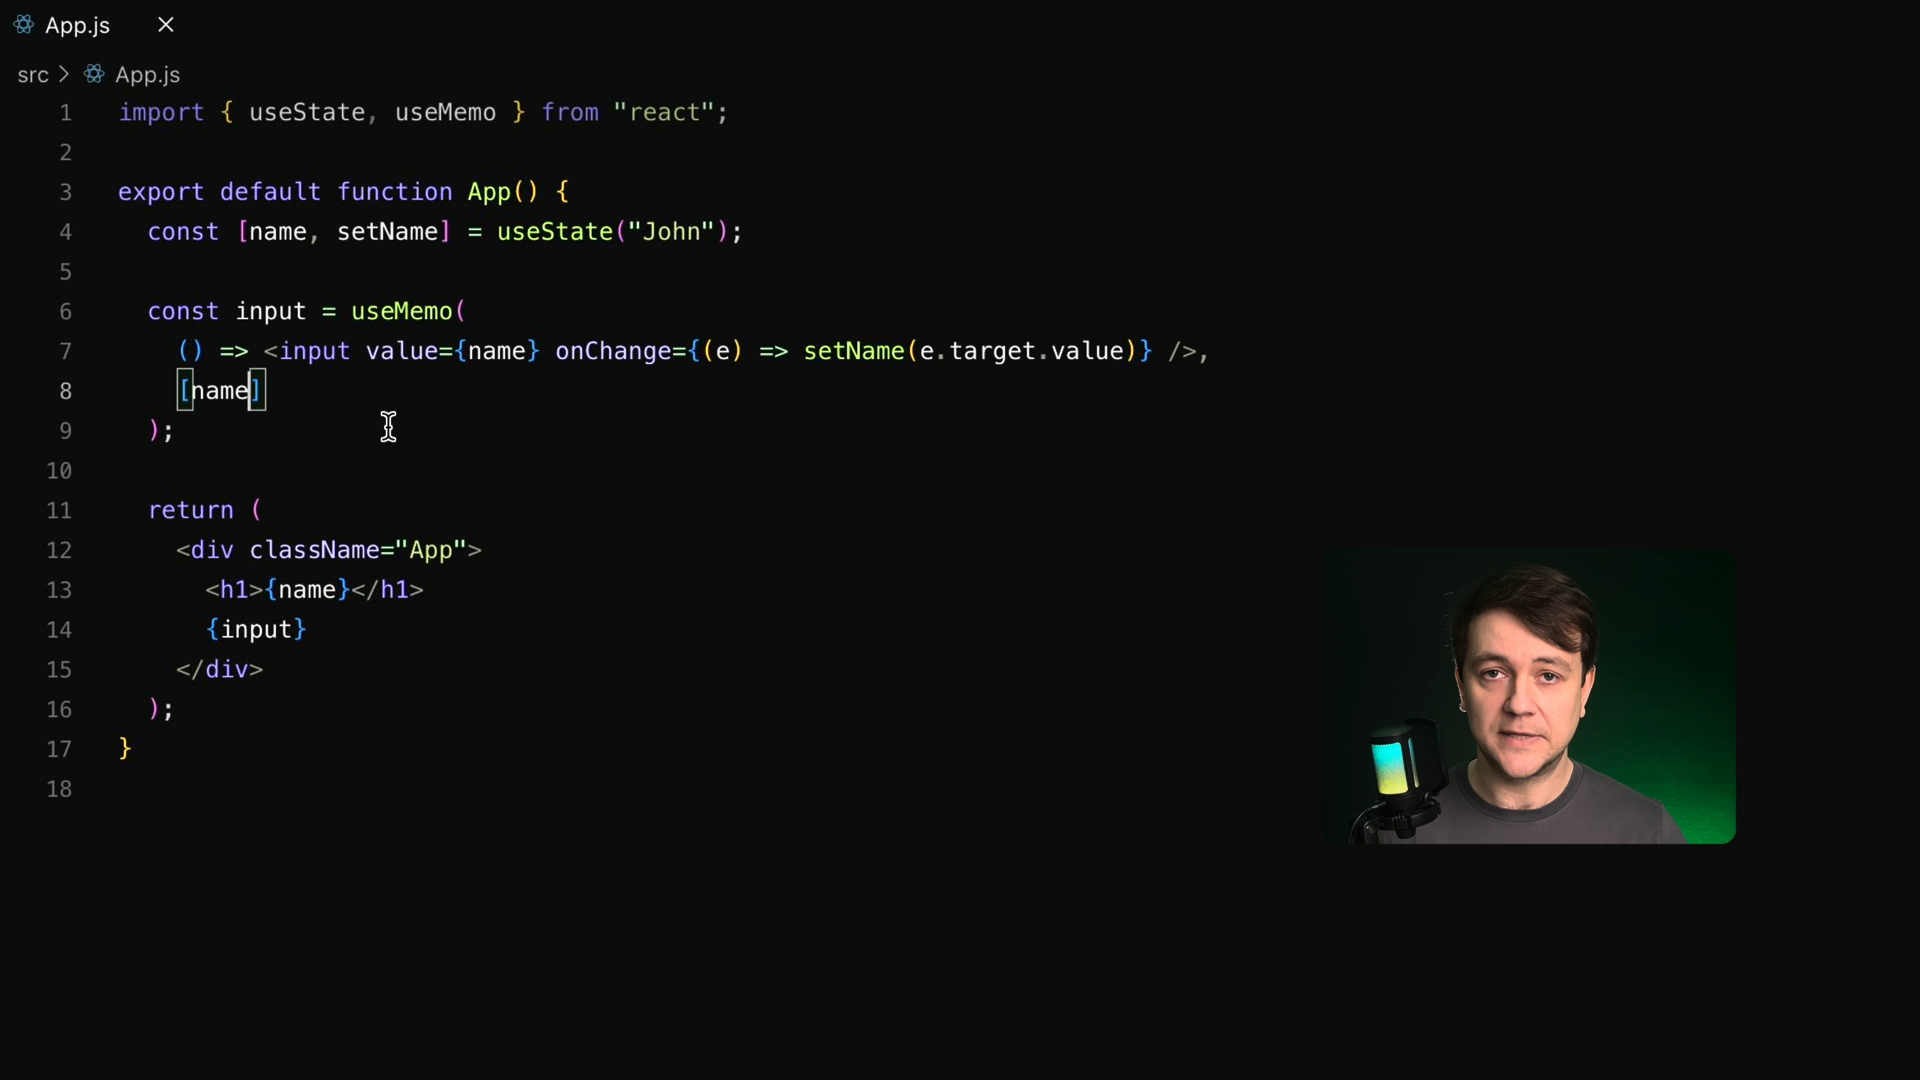 App.js
src > App.js
1 import { useState, useMemo } from "react";
2
3 export default function App() {
4   const [name, setName] = useState("John");
5
6   const input = useMemo(
7     () => <input value={name} onChange={(e) => setName(e.target.value)} />,
8     [name]
9   );
10
11   return (
12     <div className="App">
13       <h1>{name}</h1>
14       {input}
15     </div>
16   );
17 }
18